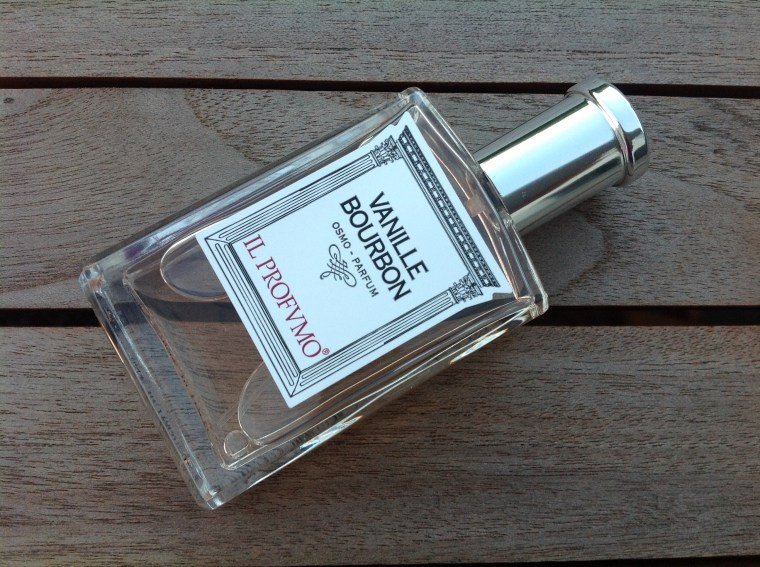 VANILLE
BOURBON
OSMO - PARFUM
IL PROFVMO®